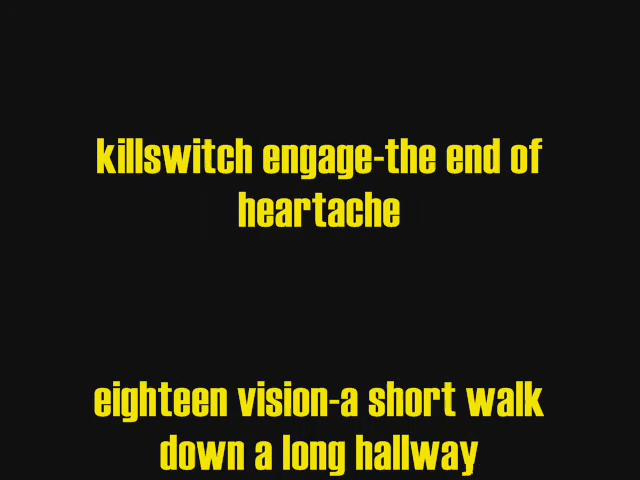 killswitch engage-the end of
heartache
eighteen vision-a short walk
down a long hallway